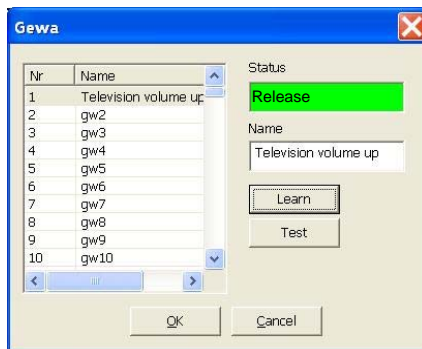 Gewa
Nr Name
1 Television volume up
2 gw2
3 gw3
4 gw4
5 gw5
6 gw6
7 gw7
8 gw8
9 gw9
10 gw10
Status
Release
Name
Television volume up
Learn
Test
OK
Cancel